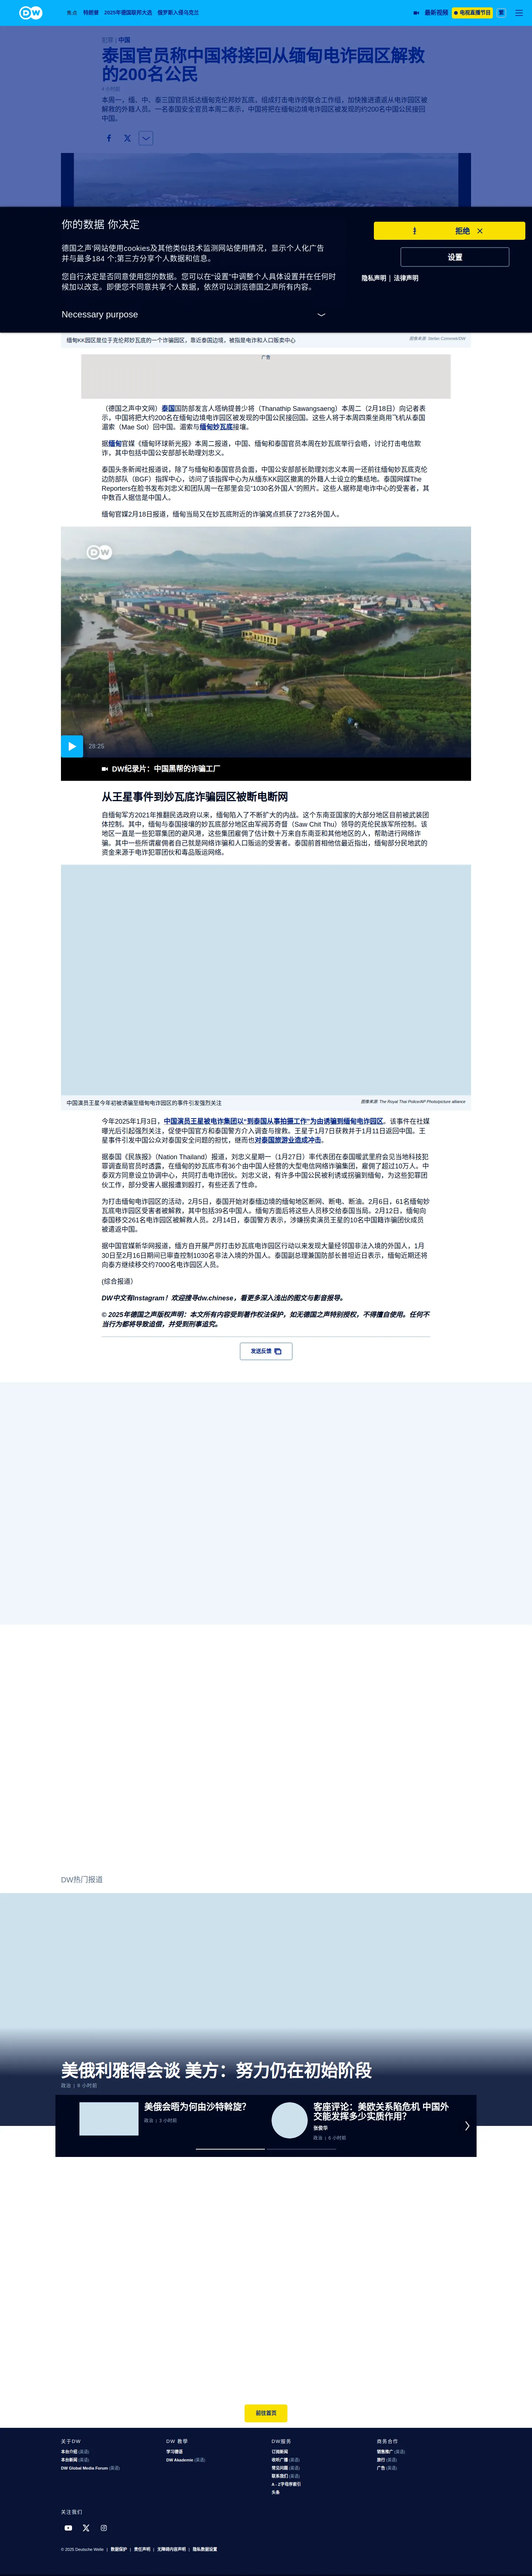 焦点
特朗普
2025年德国联邦大选
俄罗斯入侵乌克兰
最新视频
电视直播节目
繁
犯罪 | 中国
泰国官员称中国将接回从缅甸电诈园区解救的200名公民
4 小时前
本周一，缅、中、泰三国官员抵达缅甸克伦邦妙瓦底，组成打击电诈的联合工作组，加快推进遣返从电诈园区被解救的外籍人员。一名泰国安全官员本周二表示，中国将把在缅甸边境电诈园区被发现的约200名中国公民接回中国。
你的数据 你决定
德国之声'网站使用cookies及其他类似技术监测网站使用情况，显示个人化广告并与最多184 个;第三方分享个人数据和信息。
您自行决定是否同意使用您的数据。您可以在"设置"中调整个人具体设置并在任何时候加以改变。即便您不同意共享个人数据，依然可以浏览德国之声所有内容。
Necessary purpose
拒绝
设置
隐私声明 | 法律声明
缅甸KK园区是位于克伦邦妙瓦底的一个诈骗园区，靠近泰国边境，被指是电诈和人口贩卖中心
图像来源: Stefan Czimmek/DW
广告
（德国之声中文网）泰国国防部发言人塔纳提普少将（Thanathip Sawangsaeng）本周二（2月18日）向记者表示，中国将把大约200名在缅甸边境电诈园区被发现的中国公民接回国。这些人将于本周四乘坐商用飞机从泰国湄索（Mae Sot）回中国。湄索与缅甸妙瓦底接壤。
据缅甸官媒《缅甸环球新光报》本周二报道，中国、缅甸和泰国官员本周在妙瓦底举行会晤，讨论打击电信欺诈，其中包括中国公安部部长助理刘忠义。
泰国头条新闻社报道说，除了与缅甸和泰国官员会面，中国公安部部长助理刘忠义本周一还前往缅甸妙瓦底克伦边防部队（BGF）指挥中心，访问了该指挥中心为从缅东KK园区撤离的外籍人士设立的集结地。泰国网媒The Reporters在脸书发布刘忠义和团队周一在那里会见"1030名外国人"的照片。这些人据称是电诈中心的受害者，其中数百人据信是中国人。
缅甸官媒2月18日报道，缅甸当局又在妙瓦底附近的诈骗窝点抓获了273名外国人。
DW
28:25
DW纪录片：中国黑帮的诈骗工厂
从王星事件到妙瓦底诈骗园区被断电断网
自缅甸军方2021年推翻民选政府以来，缅甸陷入了不断扩大的内战。这个东南亚国家的大部分地区目前被武装团体控制。其中，缅甸与泰国接壤的妙瓦底部分地区由军阀苏奇督（Saw Chit Thu）领导的克伦民族军所控制。该地区一直是一些犯罪集团的避风港，这些集团雇佣了估计数十万来自东南亚和其他地区的人，帮助进行网络诈骗。其中一些所谓雇佣者自己就是网络诈骗和人口贩运的受害者。泰国前首相他信最近指出，缅甸部分民地武的资金来源于电诈犯罪团伙和毒品贩运网络。
中国演员王星今年初被诱骗至缅甸电诈园区的事件引发强烈关注
图像来源: The Royal Thai Police/AP Photo/picture alliance
今年2025年1月3日，中国演员王星被电诈集团以"到泰国从事拍摄工作"为由诱骗到缅甸电诈园区。该事件在社媒曝光后引起强烈关注，促使中国官方和泰国警方介入调查与搜救。王星于1月7日获救并于1月11日返回中国。王星事件引发中国公众对泰国安全问题的担忧，继而也对泰国旅游业造成冲击。
据泰国《民族报》（Nation Thailand）报道，刘忠义星期一（1月27日）率代表团在泰国暖武里府会见当地科技犯罪调查局官员时透露，在缅甸的妙瓦底市有36个由中国人经营的大型电信网络诈骗集团，雇佣了超过10万人。中泰双方同意设立协调中心，共同打击电诈团伙。刘忠义说，有许多中国公民被利诱或拐骗到缅甸，为这些犯罪团伙工作，部分受害人据报遭到殴打，有些还丢了性命。
为打击缅甸电诈园区的活动，2月5日，泰国开始对泰缅边境的缅甸地区断网、断电、断油。2月6日，61名缅甸妙瓦底电诈园区受害者被解救，其中包括39名中国人。缅甸方面后将这些人员移交给泰国当局。2月12日，缅甸向泰国移交261名电诈园区被解救人员。2月14日，泰国警方表示，涉嫌拐卖演员王星的10名中国籍诈骗团伙成员被遣返中国。
据中国官媒新华网报道，缅方自开展严厉打击妙瓦底电诈园区行动以来发现大量经邻国非法入境的外国人，1月30日至2月16日期间已审查控制1030名非法入境的外国人。泰国副总理兼国防部长普坦近日表示，缅甸近期还将向泰方继续移交约7000名电诈园区人员。
(综合报道）
DW中文有Instagram！欢迎搜寻dw.chinese，看更多深入浅出的图文与影音报导。
© 2025年德国之声版权声明：本文所有内容受到著作权法保护，如无德国之声特别授权，不得擅自使用。任何不当行为都将导致追偿，并受到刑事追究。
发送反馈
DW热门报道
美俄利雅得会谈 美方：努力仍在初始阶段
美俄会晤为何由沙特斡旋？
政治 | 3 小时前
客座评论：美欧关系陷危机 中国外交能发挥多少实质作用？
张俊华
前往首页
关于DW
本台介绍 (英语)
本台新闻 (英语)
DW Global Media Forum (英语)
DW 教学
学习德语
DW Akademie (英语)
DW服务
订阅新闻
收听广播 (英语)
常见问题 (英语)
联系我们 (英语)
A - Z字母序索引
头条
商务合作
销售推广 (英语)
旅行 (英语)
广告 (英语)
关注我们
© 2025 Deutsche Welle | 数据保护 | 责任声明 | 无障碍内容声明 | 隐私数据设置